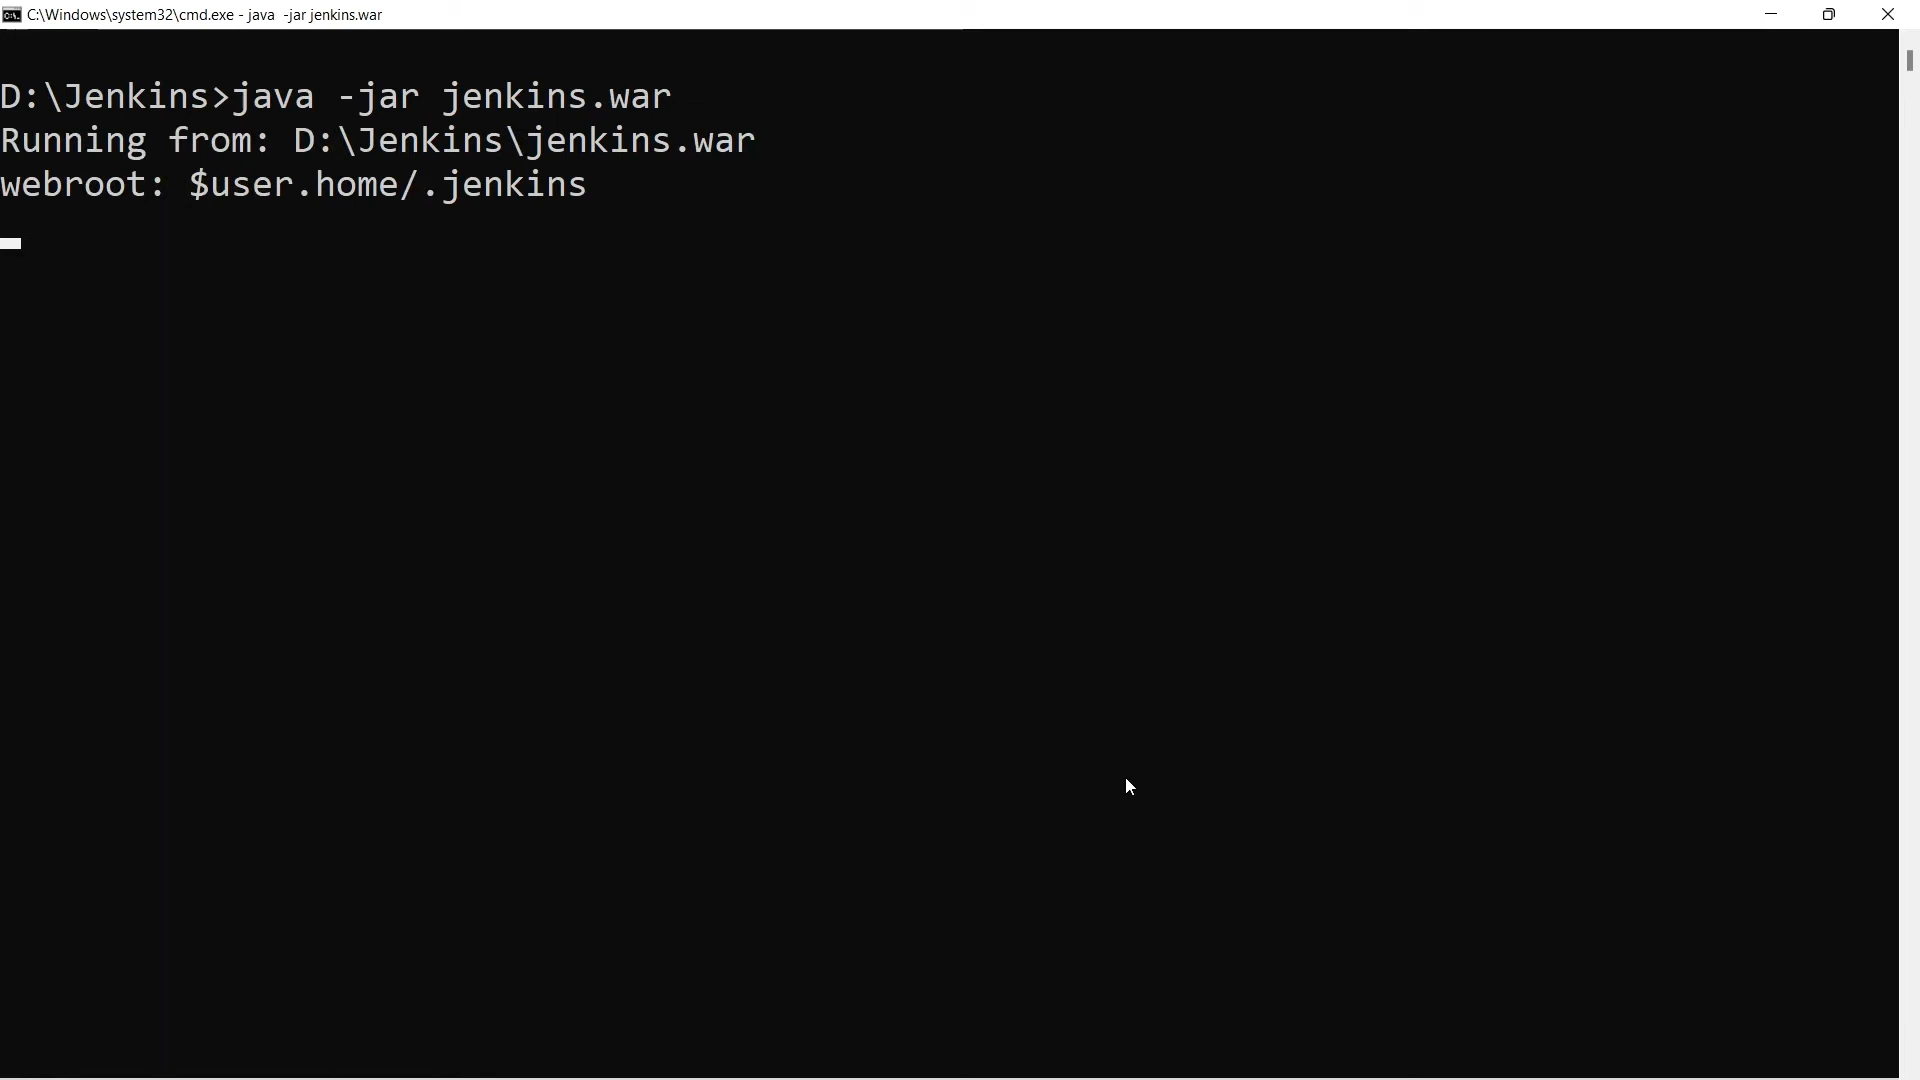 C:\Windows\system32\cmd.exe - java  -jar jenkins.war
D:\Jenkins>java -jar jenkins.war
Running from: D:\Jenkins\jenkins.war
webroot: $user.home/.jenkins